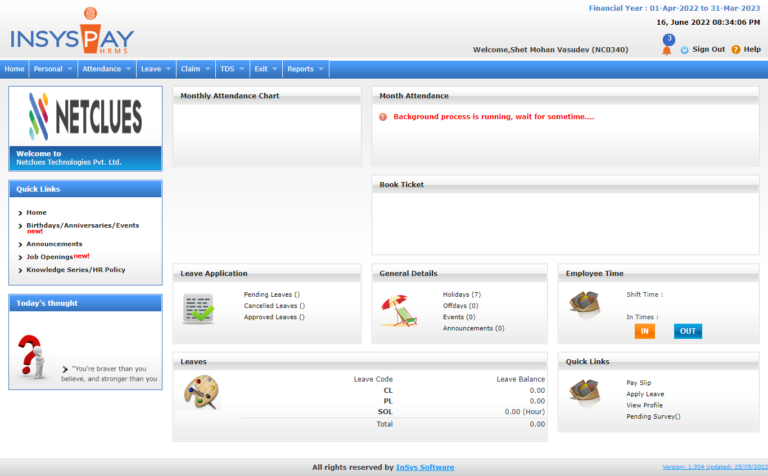 Financial Year : 01-Apr-2022 to 31-Mar-2023
16, June 2022 08:34:06 PM
INSYSPAY
HRMS
3
Welcome,Shet Mohan Vasudev (NC0340)
Sign Out
Help
Home Personal Attendance Leave Claim TDS Exit Reports
NETCLUES
Welcome to
Netclues Technologies Pvt. Ltd.
Monthly Attendance Chart
Month Attendance
Background process is running, wait for sometime....
Book Ticket
Quick Links
Home
Birthdays/Anniversaries/Events
new!
Announcements
Job Openings new!
Knowledge Series/HR Policy
Today's thought
"You're braver than you
believe, and stronger than you
Leave Application
Pending Leaves ()
Cancelled Leaves ()
Approved Leaves ()
General Details
Holidays (7)
Offdays (0)
Events (0)
Announcements (0)
Employee Time
Shift Time :
In Times :
IN OUT
Leaves
Leave Code Leave Balance
CL 0.00
PL 0.00
SOL 0.00 (Hour)
Total 0.00
Quick Links
Pay Slip
Apply Leave
View Profile
Pending Survey()
All rights reserved by InSys Software
Version: 1.304 Updated: 25/05/2022